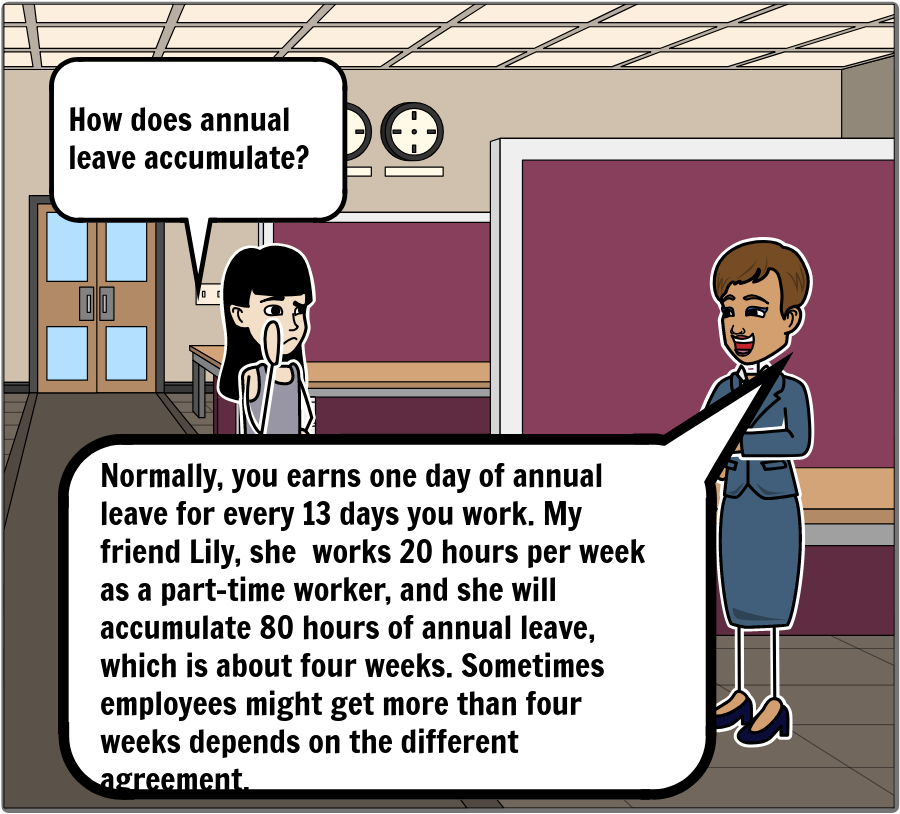 How does annual
leave accumulate?
Normally, you earns one day of annual
leave for every 13 days you work. My
friend Lily, she  works 20 hours per week
as a part-time worker, and she will
accumulate 80 hours of annual leave,
which is about four weeks. Sometimes
employees might get more than four
weeks depends on the different
agreement.